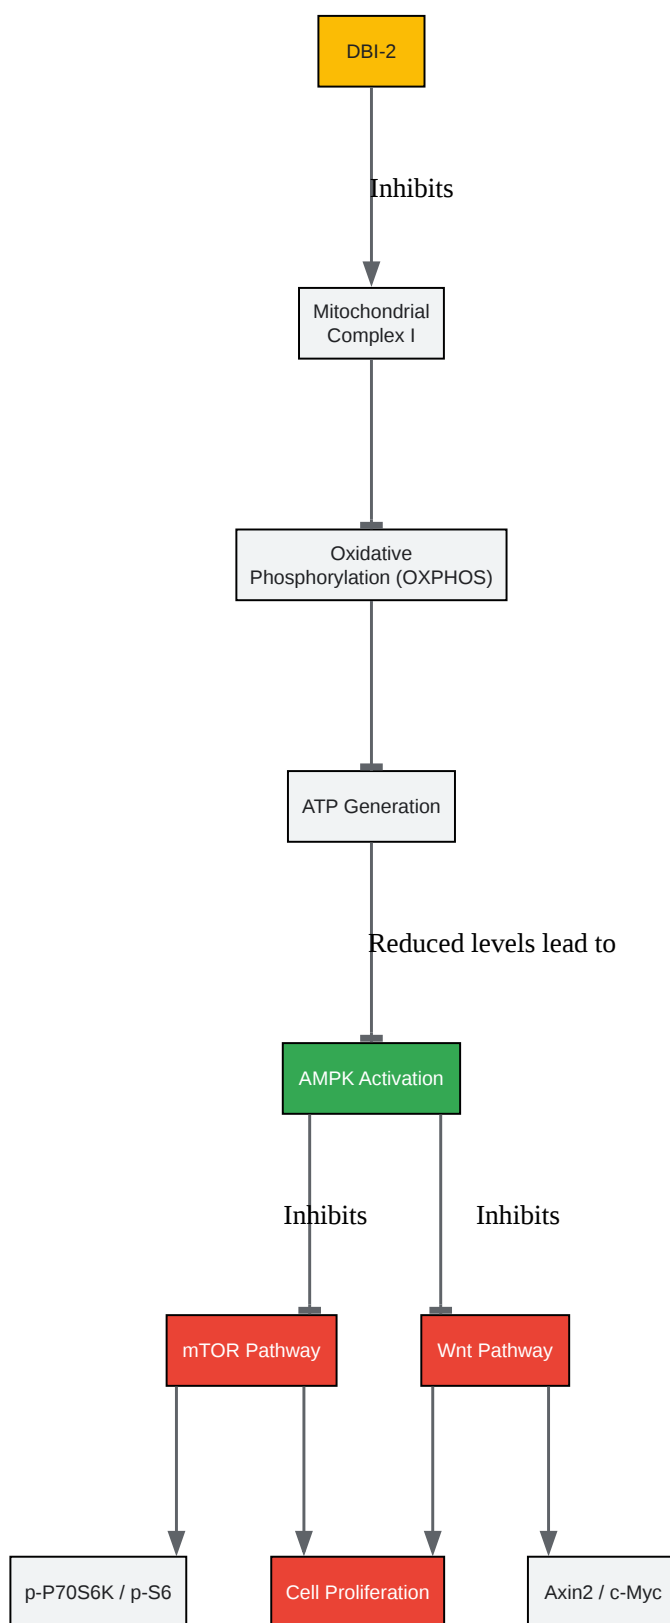 DBI-2
Inhibits
Mitochondrial
Complex I
Oxidative
Phosphorylation (OXPHOS)
ATP Generation
Reduced levels lead to
AMPK Activation
Inhibits
Inhibits
mTOR Pathway
Wnt Pathway
p-P70S6K / p-S6
Cell Proliferation
Axin2 / c-Myc